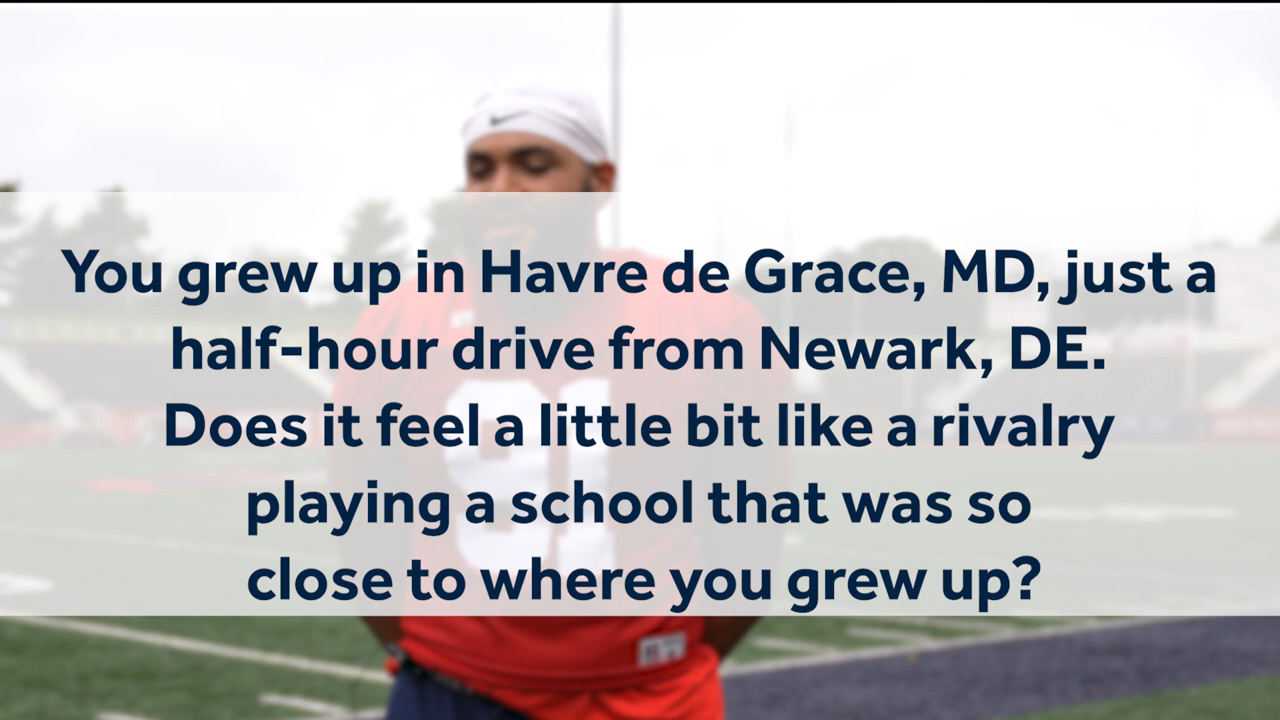 You grew up in Havre de Grace, MD, just a
half-hour drive from Newark, DE.
Does it feel a little bit like a rivalry
playing a school that was so
close to where you grew up?
91